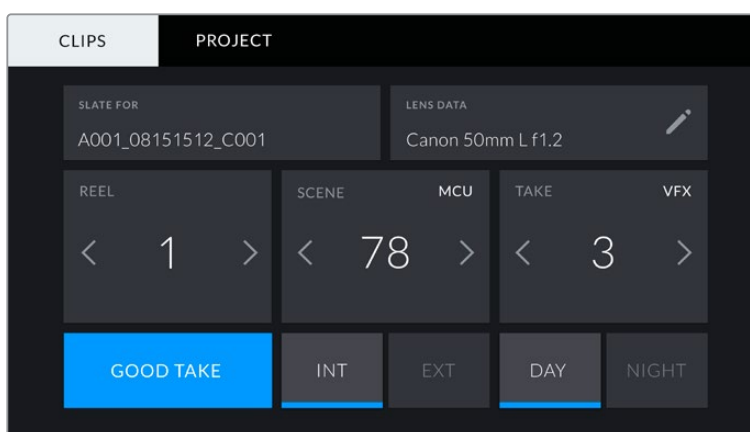 CLIPS PROJECT
SLATE FOR LENS DATA
A001_08151512_C001 Canon 50mm L f1.2
REEL SCENE MCU TAKE VFX
< 1 > < 78 > < 3 >
GOOD TAKE INT EXT DAY NIGHT